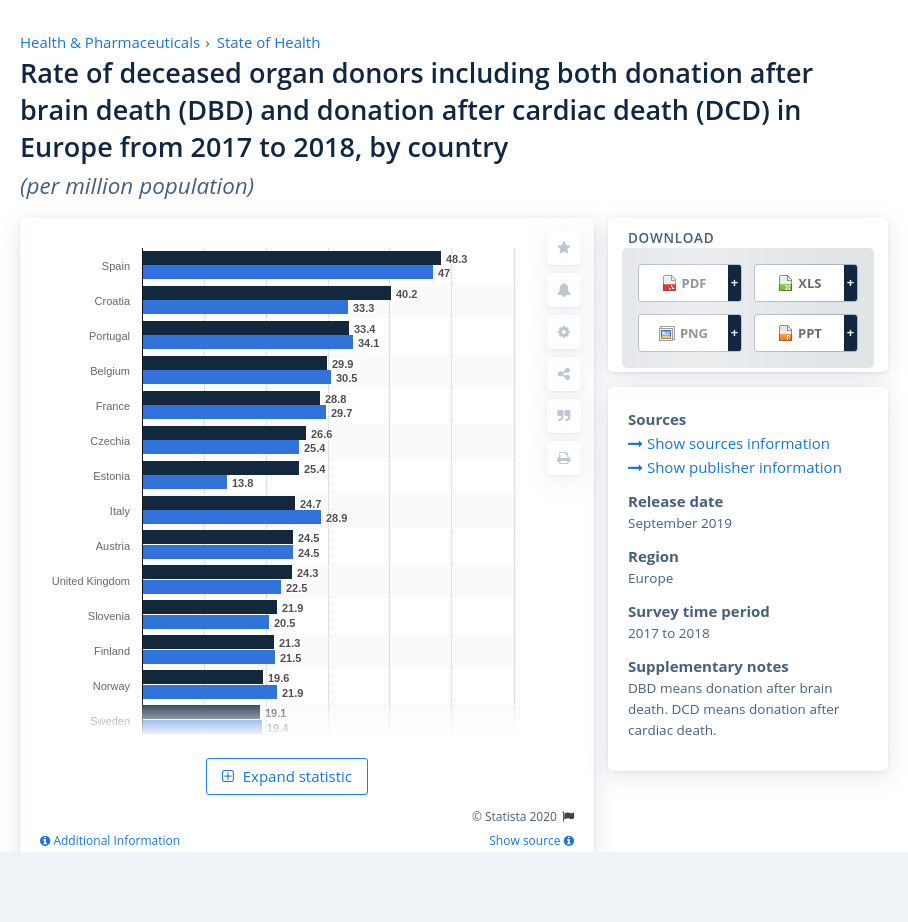 Health & Pharmaceuticals › State of Health
Rate of deceased organ donors including both donation after
brain death (DBD) and donation after cardiac death (DCD) in
Europe from 2017 to 2018, by country
(per million population)
Spain 48.3
47
Croatia 40.2
33.3
Portugal 33.4
34.1
Belgium 29.9
30.5
France 28.8
29.7
Czechia 26.6
25.4
Estonia 25.4
13.8
Italy 24.7
28.9
Austria 24.5
24.5
United Kingdom 24.3
22.5
Slovenia 21.9
20.5
Finland 21.3
21.5
Norway 19.6
21.9
Sweden 19.1
19.4
Expand statistic
© Statista 2020
Additional Information Show source
DOWNLOAD
PDF + XLS +
PNG + PPT +
Sources
Show sources information
Show publisher information
Release date
September 2019
Region
Europe
Survey time period
2017 to 2018
Supplementary notes
DBD means donation after brain
death. DCD means donation after
cardiac death.